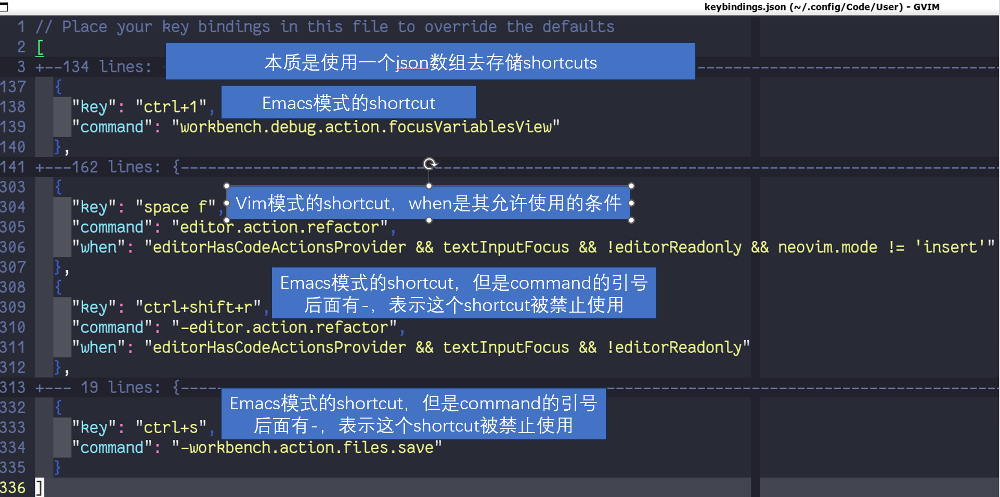 keybindings.json (~/.config/Code/User) - GVIM
1 // Place your key bindings in this file to override the defaults
2 [
本质是使用一个json数组去存储shortcuts
3 +--134 lines:
137 {
Emacs模式的shortcut
138 "key": "ctrl+1",
139 "command": "workbench.debug.action.focusVariablesView"
140 },
141 +---162 lines: {----------------------------------------------------------------
303 {
Vim模式的shortcut，when是其允许使用的条件
304 "key": "space f",
305 "command": "editor.action.refactor",
306 "when": "editorHasCodeActionsProvider && textInputFocus && !editorReadonly && neovim.mode != 'insert'"
307 },
Emacs模式的shortcut，但是command的引号
后面有-，表示这个shortcut被禁止使用
308 {
309 "key": "ctrl+shift+r",
310 "command": "-editor.action.refactor",
311 "when": "editorHasCodeActionsProvider && textInputFocus && !editorReadonly"
312 },
313 +--- 19 lines: {-----
Emacs模式的shortcut，但是command的引号
后面有-，表示这个shortcut被禁止使用
332 {
333 "key": "ctrl+s",
334 "command": "-workbench.action.files.save"
335 }
336 ]